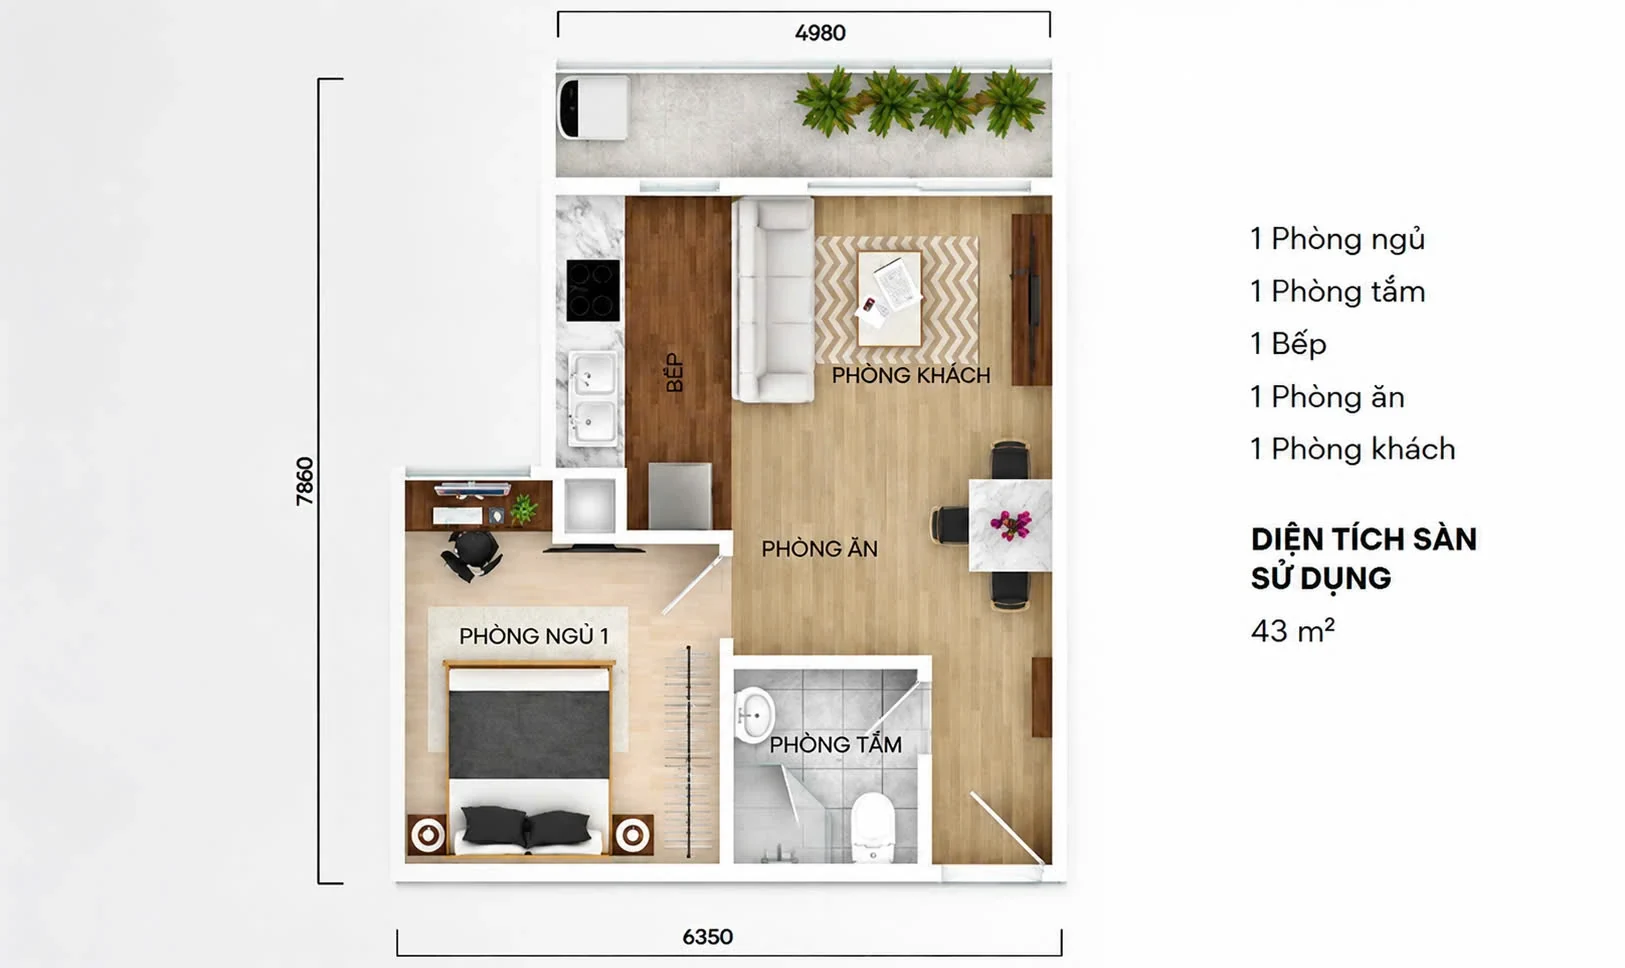 4980
7860
BẾP
PHÒNG KHÁCH
PHÒNG ĂN
PHÒNG NGỦ 1
PHÒNG TẮM
6350
1 Phòng ngủ
1 Phòng tắm
1 Bếp
1 Phòng ăn
1 Phòng khách
DIỆN TÍCH SÀN
SỬ DỤNG
43 m²